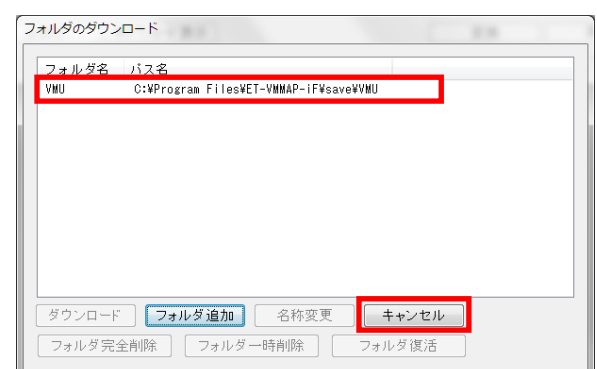 フォルダのダウンロード
フォルダ名 パス名
VMU C:¥Program Files¥ET-VMMAP-iF¥save¥VMU
ダウンロード フォルダ追加 名称変更 キャンセル
フォルダ完全削除 フォルダ一時削除 フォルダ復活